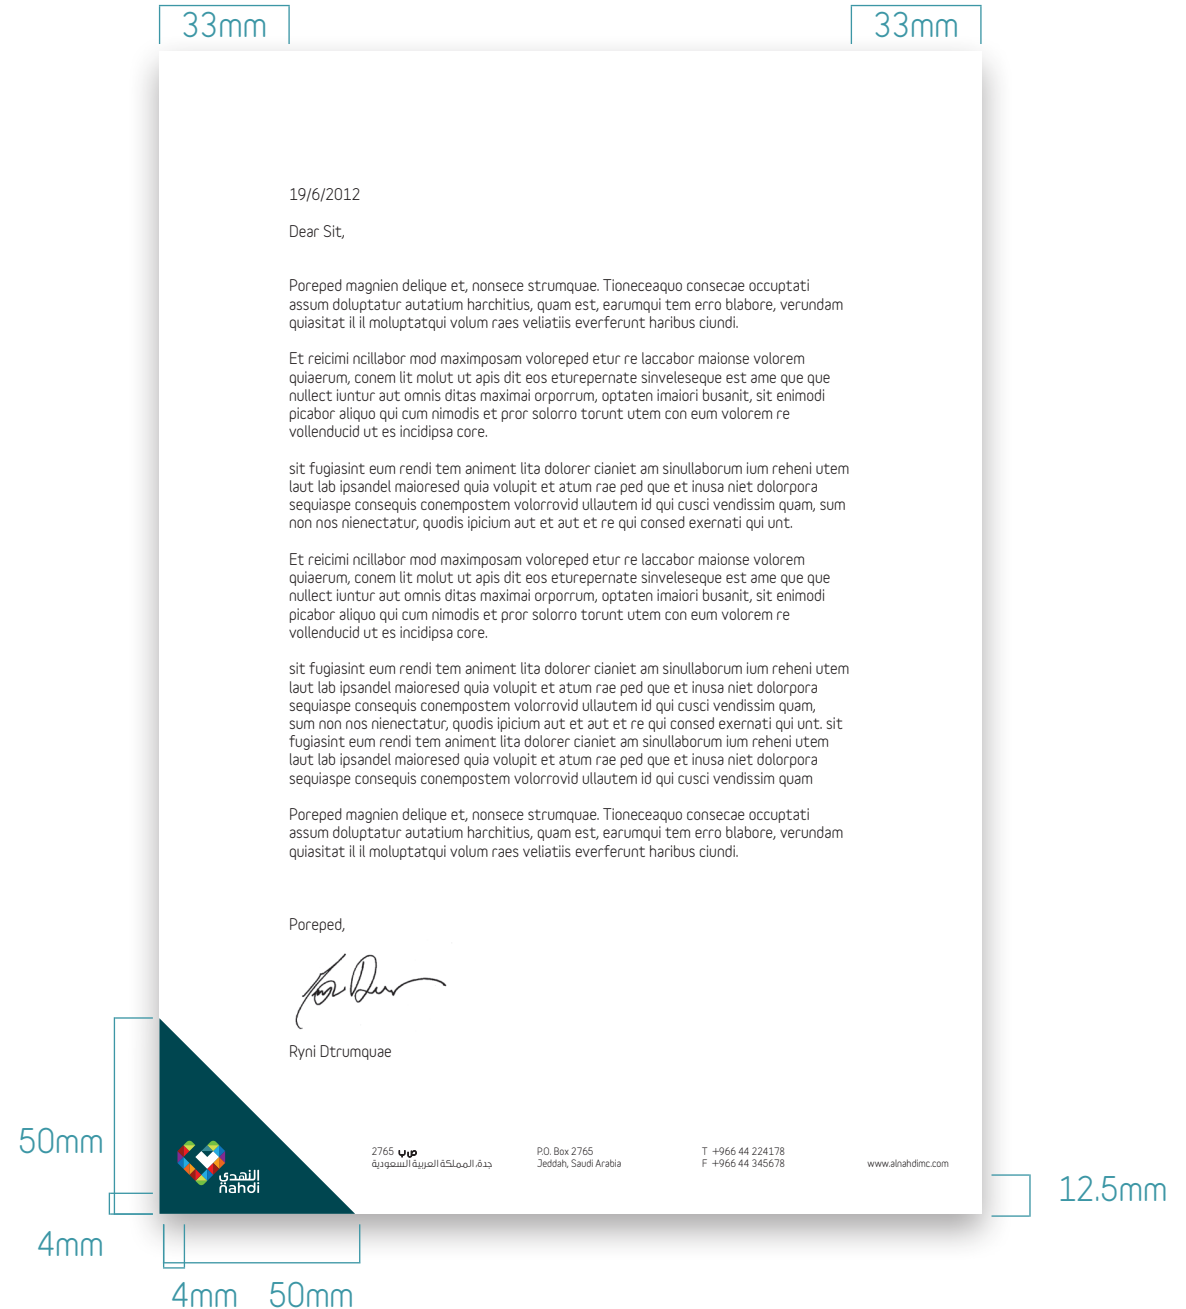 33mm
33mm
19/6/2012
Dear Sit,
Poreped magnien delique et, nonsece strumquae. Tioneceaquo consecae occuptati
assum doluptatur autatium harchitius, quam est, earumqui tem erro blabore, verundam
quiasitat il il moluptatqui volum raes veliatiis everferunt haribus ciundi.
Et reicimi ncillabor mod maximposam voloreped etur re laccabor maionse volorem
quiaerum, conem lit molut ut apis dit eos eturepernate sinveleseque est ame que que
nullect iuntur aut omnis ditas maximai orporrum, optaten imaiori busanit, sit enimodi
picabor aliquo qui cum nimodis et pror solorro torunt utem con eum volorem re
vollenducid ut es incidipsa core.
sit fugiasint eum rendi tem animent lita dolorer cianiet am sinullaborum ium reheni utem
laut lab ipsandel maioresed quia volupit et atum rae ped que et inusa niet dolorpora
sequiaspe consequis conempostem volorrovid ullautem id qui cusci vendissim quam, sum
non nos nienectatur, quodis ipicium aut et aut et re qui consed exernati qui unt.
Et reicimi ncillabor mod maximposam voloreped etur re laccabor maionse volorem
quiaerum, conem lit molut ut apis dit eos eturepernate sinveleseque est ame que que
nullect iuntur aut omnis ditas maximai orporrum, optaten imaiori busanit, sit enimodi
picabor aliquo qui cum nimodis et pror solorro torunt utem con eum volorem re
vollenducid ut es incidipsa core.
sit fugiasint eum rendi tem animent lita dolorer cianiet am sinullaborum ium reheni utem
laut lab ipsandel maioresed quia volupit et atum rae ped que et inusa niet dolorpora
sequiaspe consequis conempostem volorrovid ullautem id qui cusci vendissim quam,
sum non nos nienectatur, quodis ipicium aut et aut et re qui consed exernati qui unt. sit
fugiasint eum rendi tem animent lita dolorer cianiet am sinullaborum ium reheni utem
laut lab ipsandel maioresed quia volupit et atum rae ped que et inusa niet dolorpora
sequiaspe consequis conempostem volorrovid ullautem id qui cusci vendissim quam
Poreped magnien delique et, nonsece strumquae. Tioneceaquo consecae occuptati
assum doluptatur autatium harchitius, quam est, earumqui tem erro blabore, verundam
quiasitat il il moluptatqui volum raes veliatiis everferunt haribus ciundi.
Poreped,
Ryni Dtrumquae
النهدي
nahdi
ص ب 2765
جدة، المملكة العربية السعودية
P.O. Box 2765
Jeddah, Saudi Arabia
T +966 44 224178
F +966 44 345678
www.alnahdimc.com
50mm
4mm
4mm
50mm
12.5mm